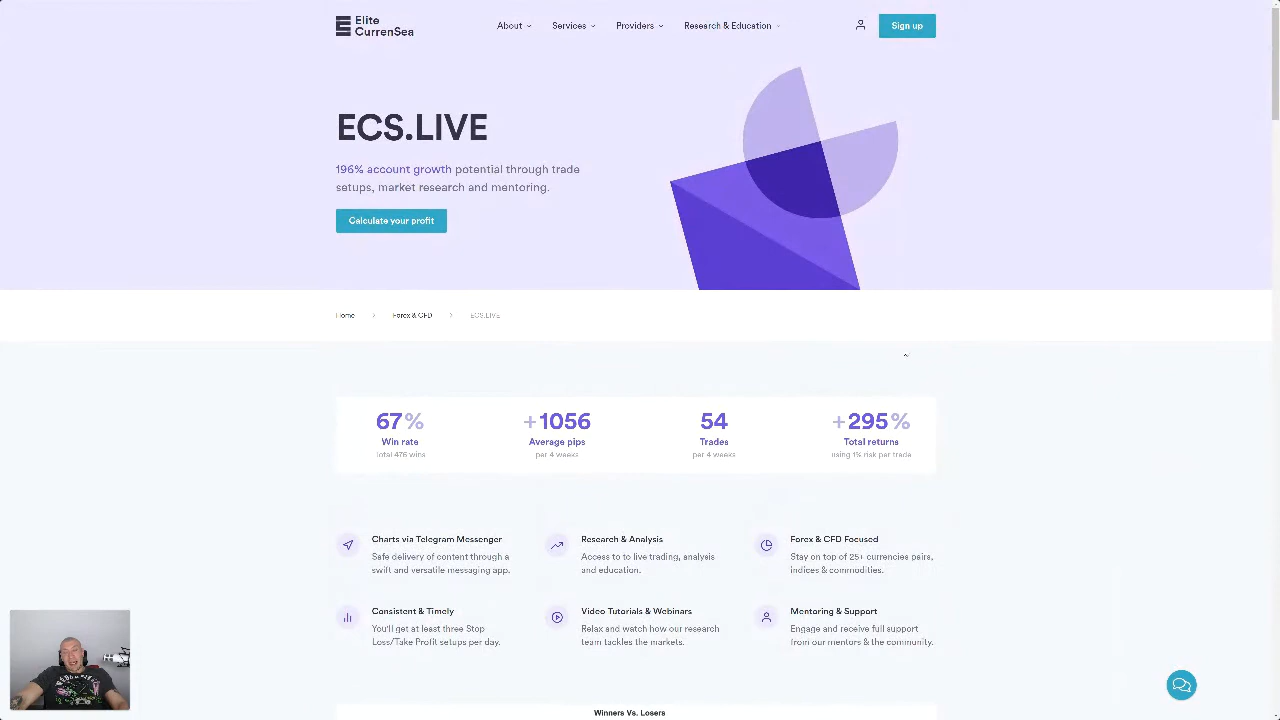 Elite
CurrenSea
About
Services
Providers
Research & Education
Sign up
ECS.LIVE
196% account growth potential through trade
setups, market research and mentoring.
Calculate your profit
Home
Forex & CFD
ECS.LIVE
67%
+1056
54
+295%
Win rate
Average pips
Trades
Total returns
Total 476 wins
per 4 weeks
per 4 weeks
using 1% risk per trade
Charts via Telegram Messenger
Safe delivery of content through a
swift and versatile messaging app.
Research & Analysis
Access to to live trading, analysis
and education.
Forex & CFD Focused
Stay on top of 25+ currencies pairs,
indices & commodities.
Consistent & Timely
You'll get at least three Stop
Loss/Take Profit setups per day.
Video Tutorials & Webinars
Relax and watch how our research
team tackles the markets.
Mentoring & Support
Engage and receive full support
from our mentors & the community.
Winners Vs. Losers